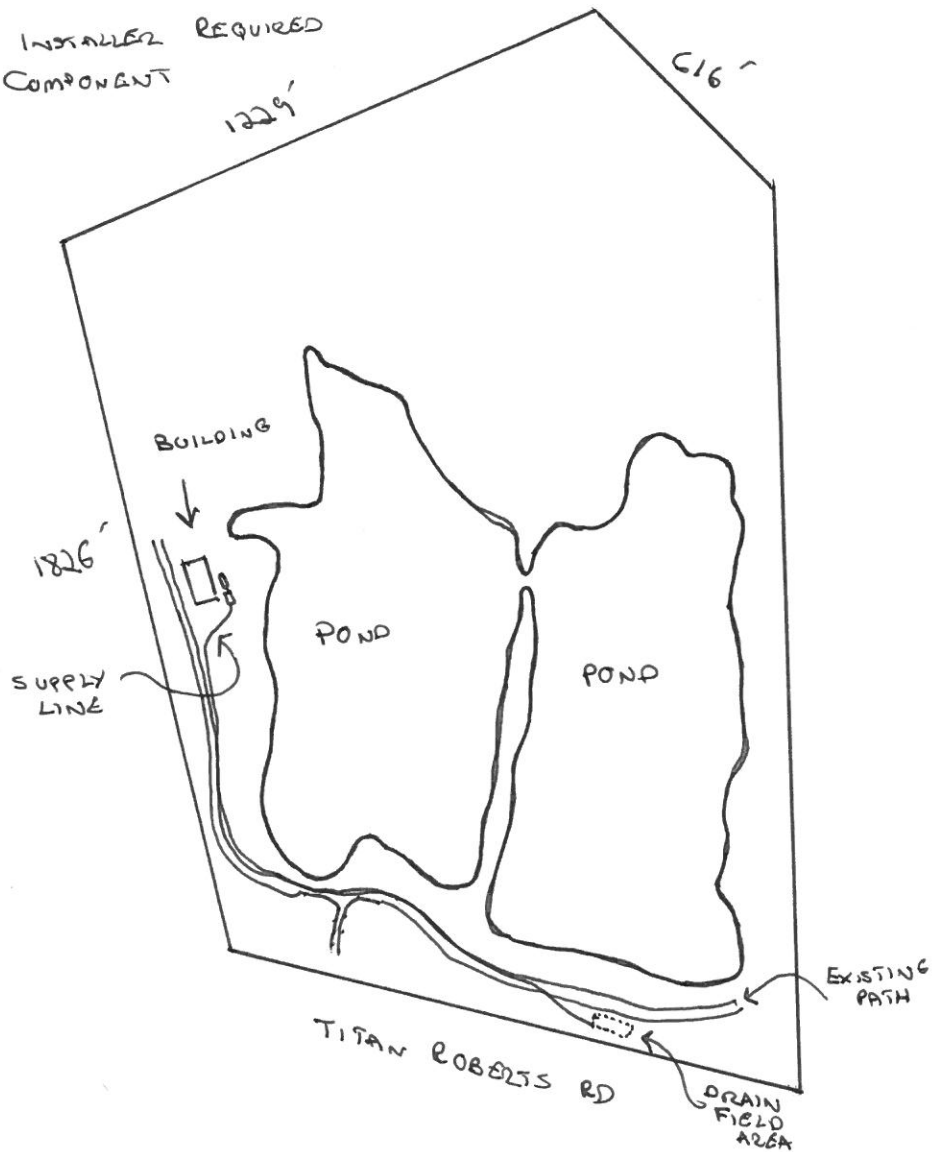 INSTALLER REQUIRED
COMPONENT
1229'
616'
BUILDING
1826'
POND
POND
SUPPLY
LINE
EXISTING
PATH
TITAN ROBERTS RD
DRAIN
FIELD
AREA